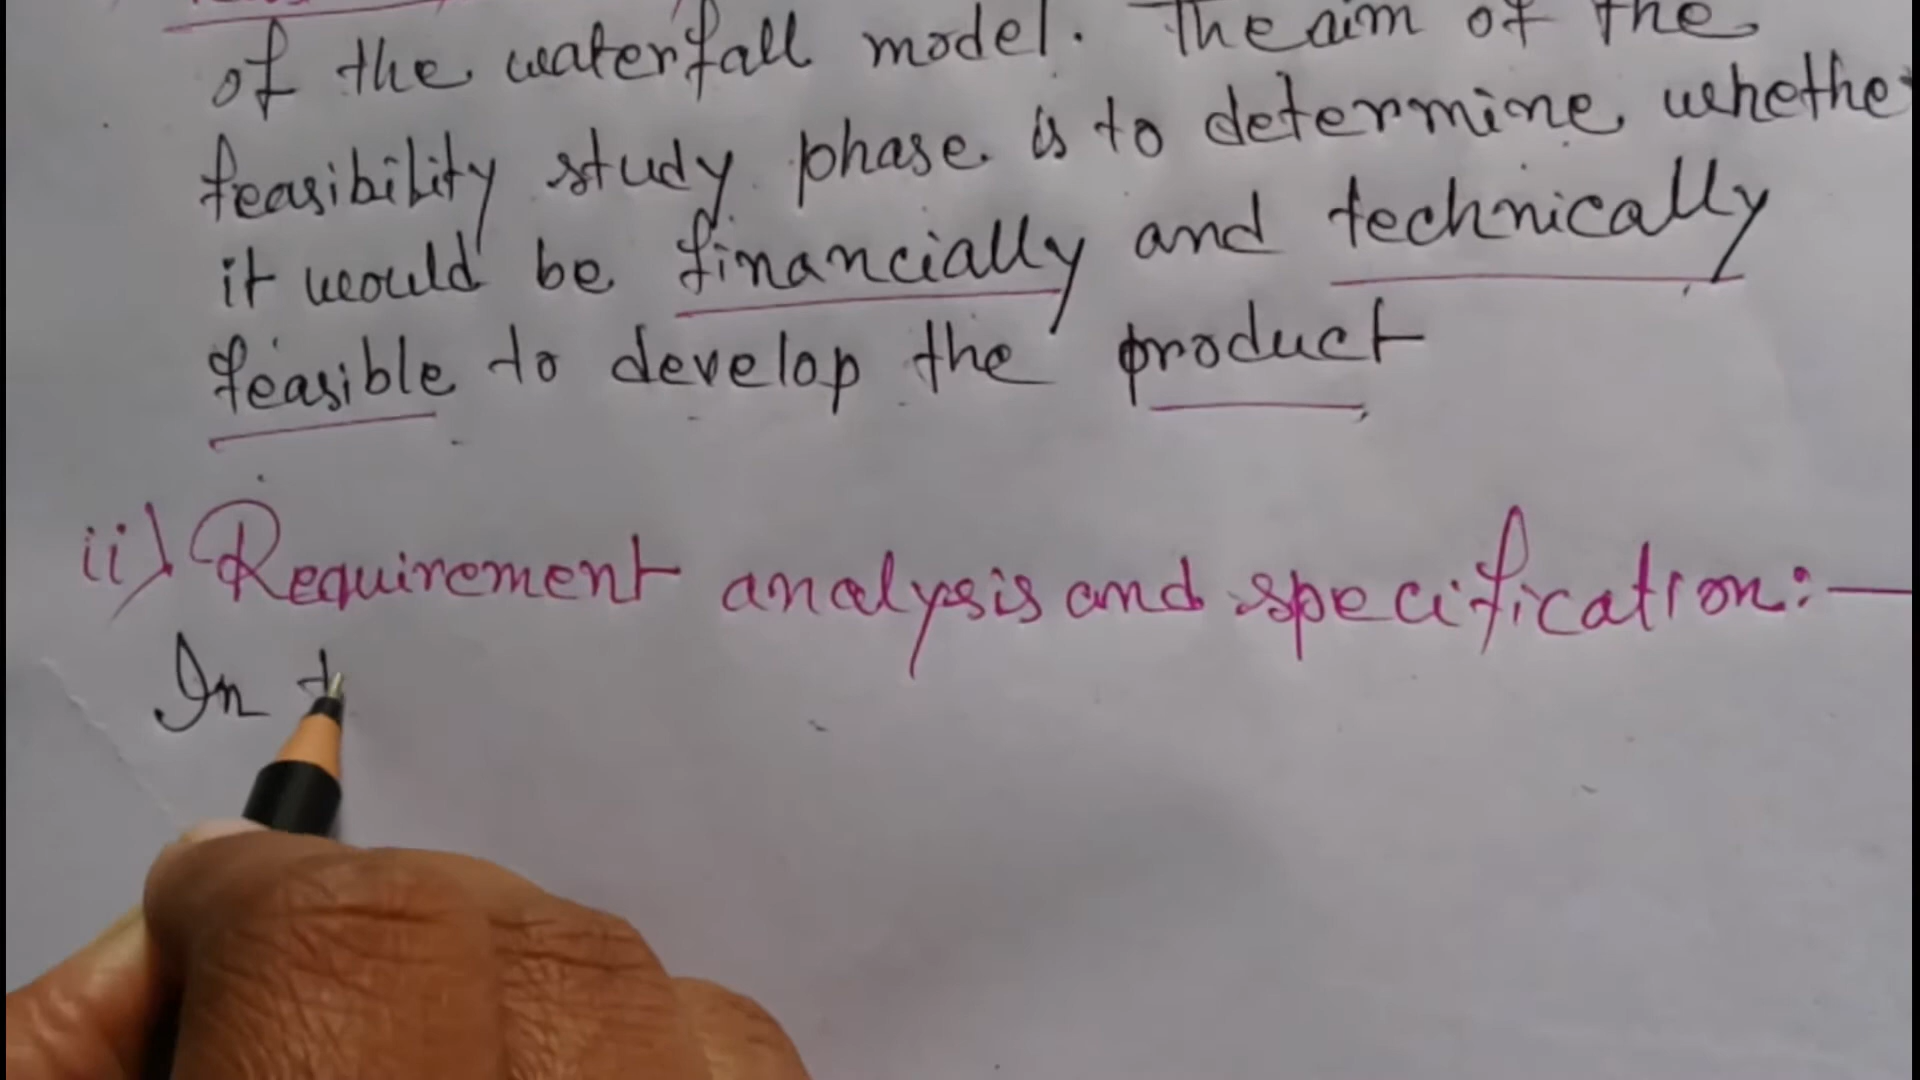 of the waterfall model. The aim of the
feasibility study phase is to determine whethe
it would be financially and technically
feasible to develop the product
ii) Requirement analysis and specification:-
In t